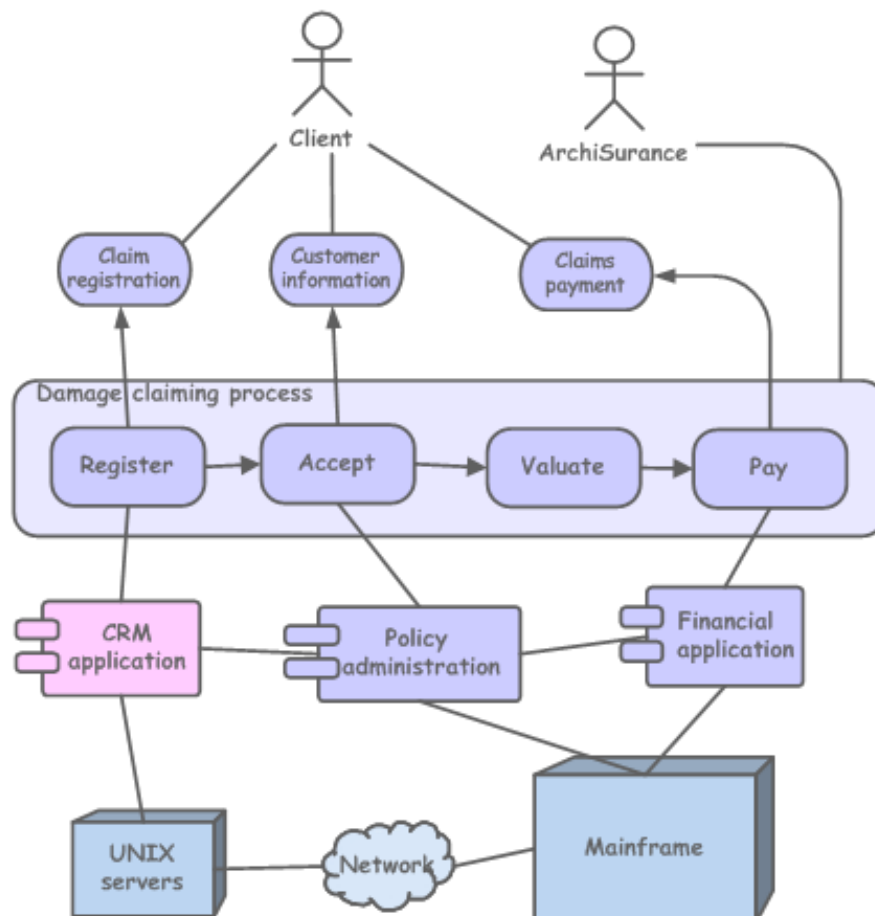 Client
ArchiSurance
Claim
registration
Customer
information
Claims
payment
Damage claiming process
Register
Accept
Valuate
Pay
CRM
application
Policy
administration
Financial
application
UNIX
servers
Network
Mainframe